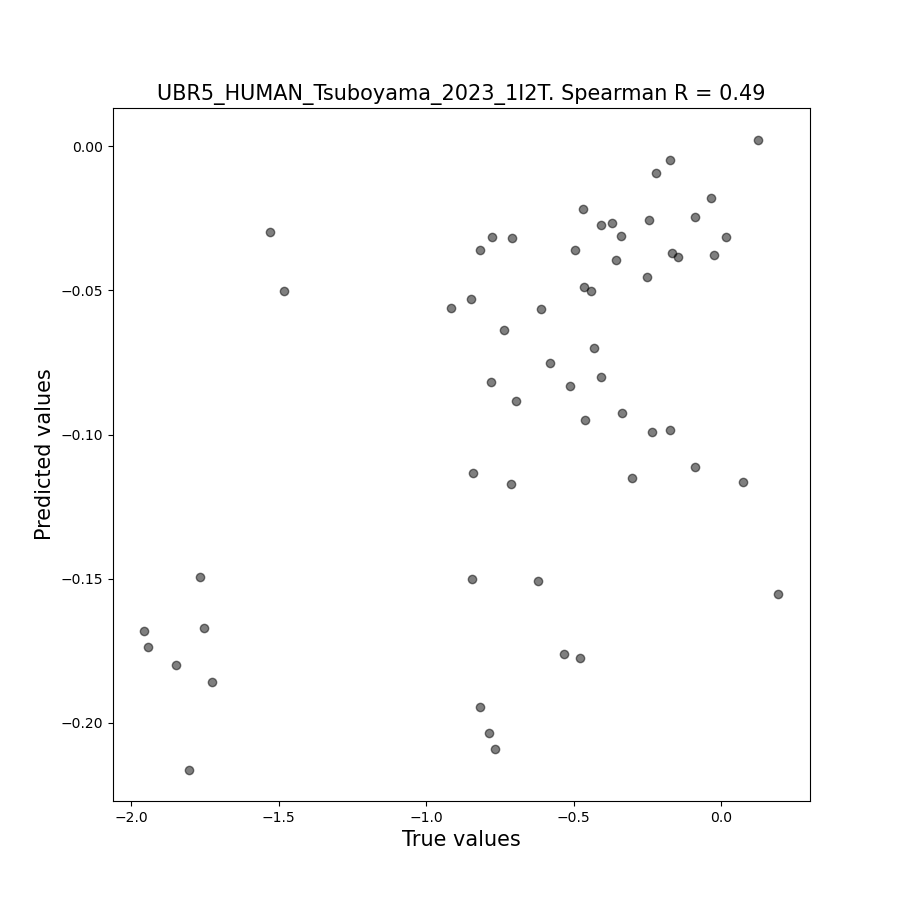 UBR5_HUMAN_Tsuboyama_2023_1I2T. Spearman R = 0.49
0.00
−0.05
−0.10
−0.15
−0.20
Predicted values
−2.0 −1.5 −1.0 −0.5 0.0
True values